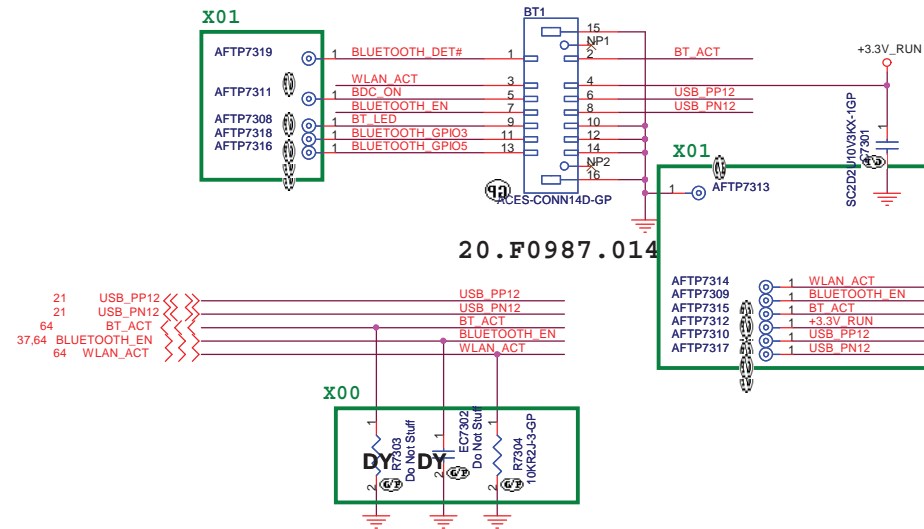 X01
BT1
AFTP7319
1 BLUETOOTH_DET# 1
15
NP1
2 BT_ACT
+3.3V_RUN
WLAN_ACT 3
4
AFTP7311
1 BDC_ON 5
6 USB_PP12
BLUETOOTH_EN 7
8 USB_PN12
AFTP7308
1 BT_LED 9
10
AFTP7318
1 BLUETOOTH_GPIO3 11
12
AFTP7316
1 BLUETOOTH_GPIO5 13
14
NP2
16
ACES-CONN14D-GP
20.F0987.014
1
SC2D2U10V3KX-1GP
X01
1 AFTP7313
AFTP7314 1 WLAN_ACT
AFTP7309 1 BLUETOOTH_EN
AFTP7315 1 BT_ACT
AFTP7312 1 +3.3V_RUN
AFTP7310 1 USB_PP12
AFTP7317 1 USB_PN12
21 USB_PP12 USB_PP12
21 USB_PN12 USB_PN12
64 BT_ACT BT_ACT
37,64 BLUETOOTH_EN BLUETOOTH_EN
64 WLAN_ACT WLAN_ACT
X00
1 2 DY R7303 Do Not Stuff
1 2 DY EC7302 Do Not Stuff
1 2 R7304 10KR2J-3-GP